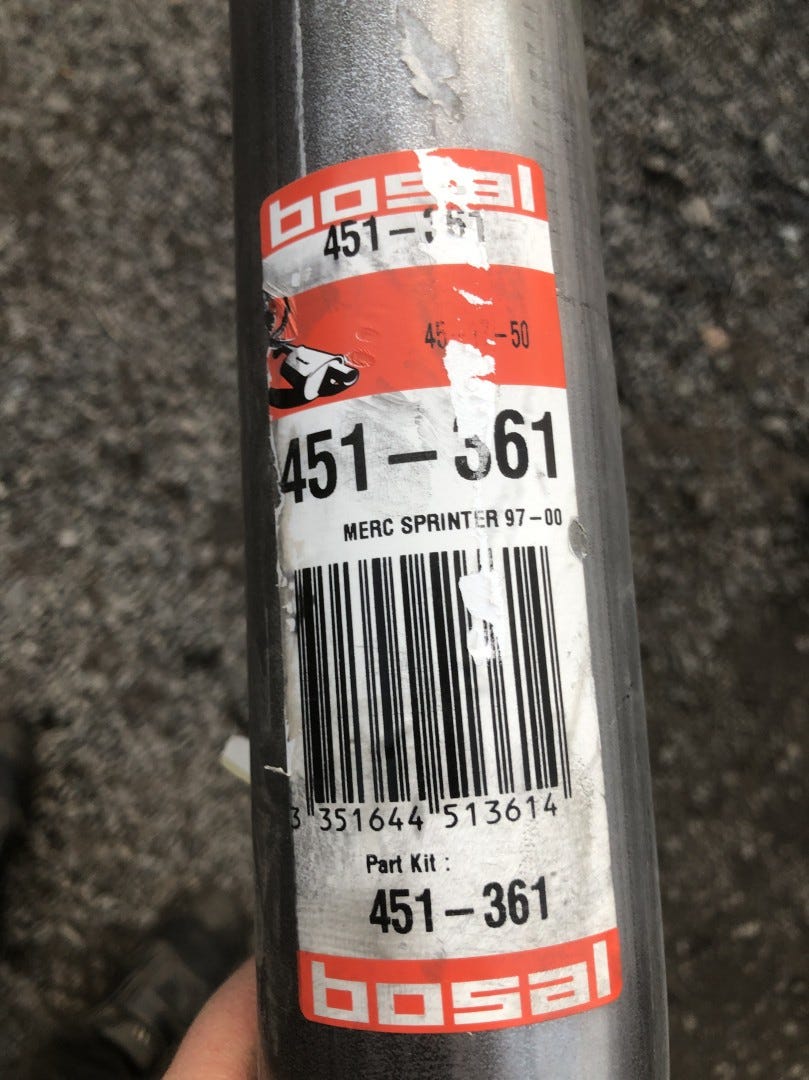 bosal
451-361
451-361
MERC SPRINTER 97-00
3 351644 513614
Part Kit :
451-361
bosal